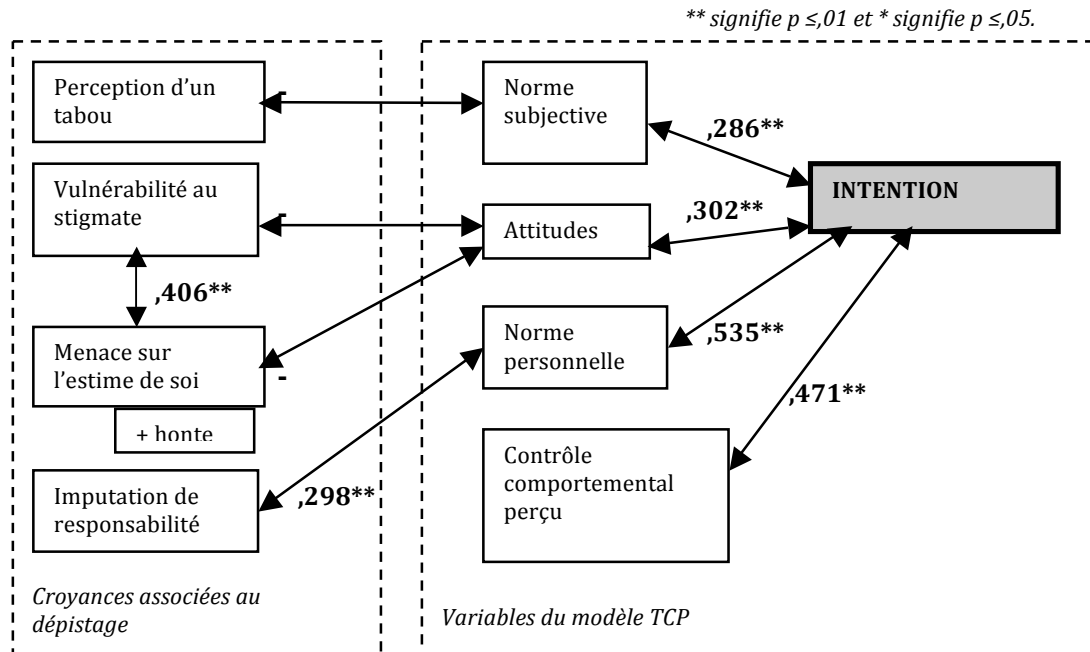 ** signifie p ≤,01 et * signifie p ≤,05.
Perception d'un
tabou
-
Norme
subjective
,286**
Vulnérabilité au
stigmate
-
Attitudes
,302**
INTENTION
,406**
Menace sur
l'estime de soi
-
+ honte
Norme
personnelle
,535**
,471**
Imputation de
responsabilité
,298**
Contrôle
comportemental
perçu
Croyances associées au
dépistage
Variables du modèle TCP